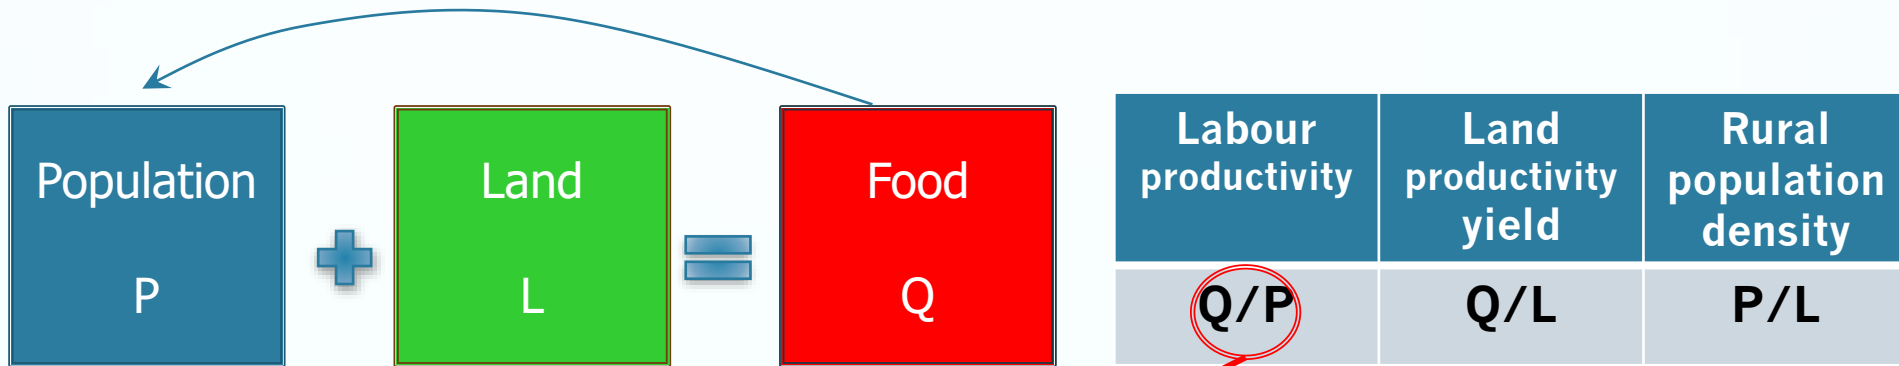 Population
P
Land
L
Food
Q
Labour
productivity
Land
productivity
yield
Rural
population
density
Q/P
Q/L
P/L